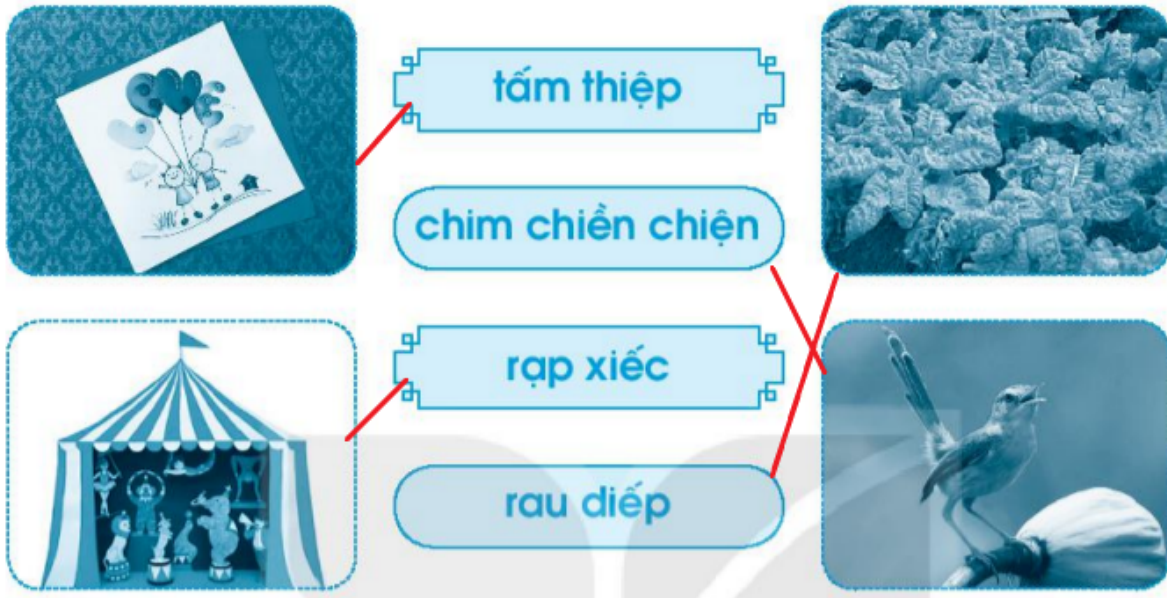 tấm thiệp
chim chiền chiện
rạp xiếc
rau diếp